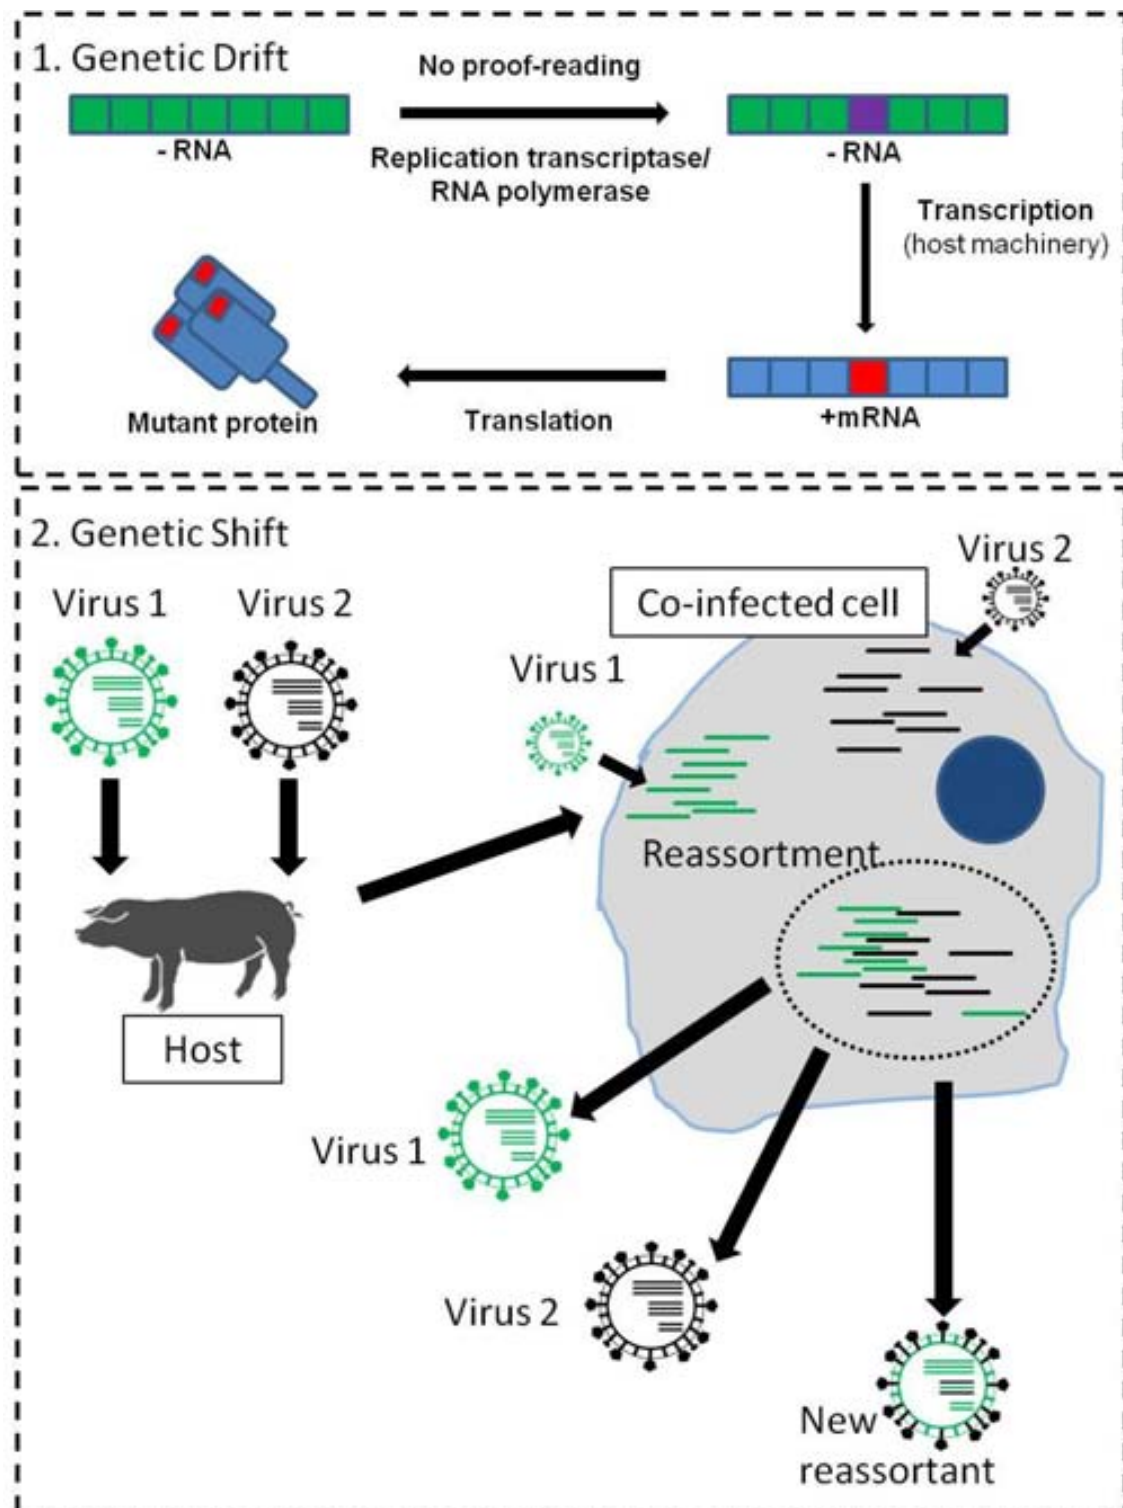 1. Genetic Drift
No proof-reading
- RNA
Replication transcriptase/
RNA polymerase
- RNA
Transcription
(host machinery)
Mutant protein
Translation
+mRNA
2. Genetic Shift
Virus 1
Virus 2
Co-infected cell
Virus 2
Virus 1
Reassortment
Host
Virus 1
Virus 2
New
reassortant